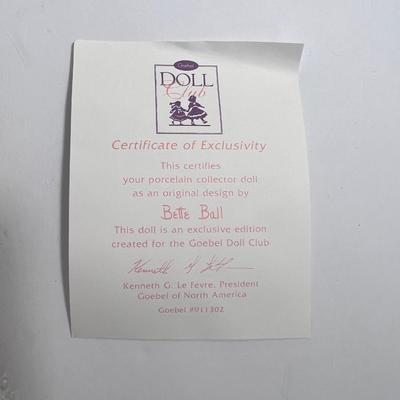 Goebel
DOLL
Club
Certificate of Exclusivity
This certifies
your porcelain collector doll
as an original design by
Bette Ball
This doll is an exclusive edition
created for the Goebel Doll Club
Kenneth G. Le Fevre, President
Goebel of North America
Goebel #911302